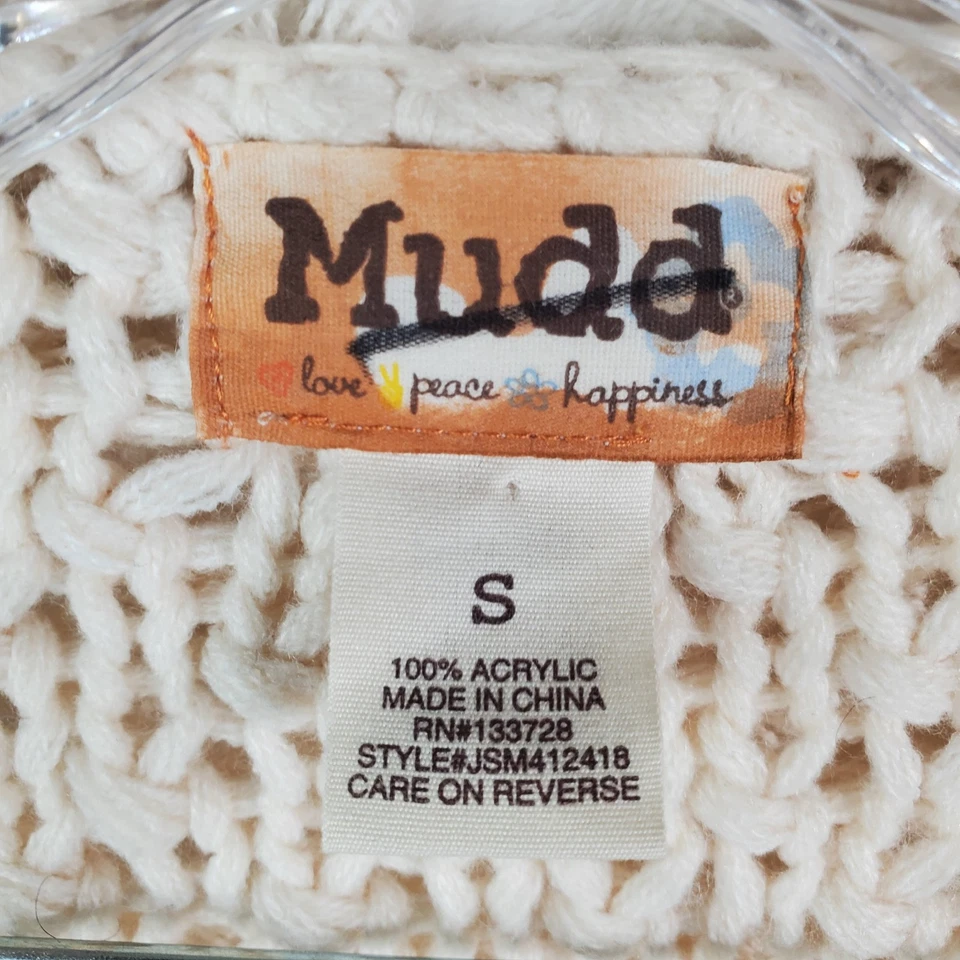 Mudd
love peace happiness
S
100% ACRYLIC
MADE IN CHINA
RN#133728
STYLE#JSM412418
CARE ON REVERSE